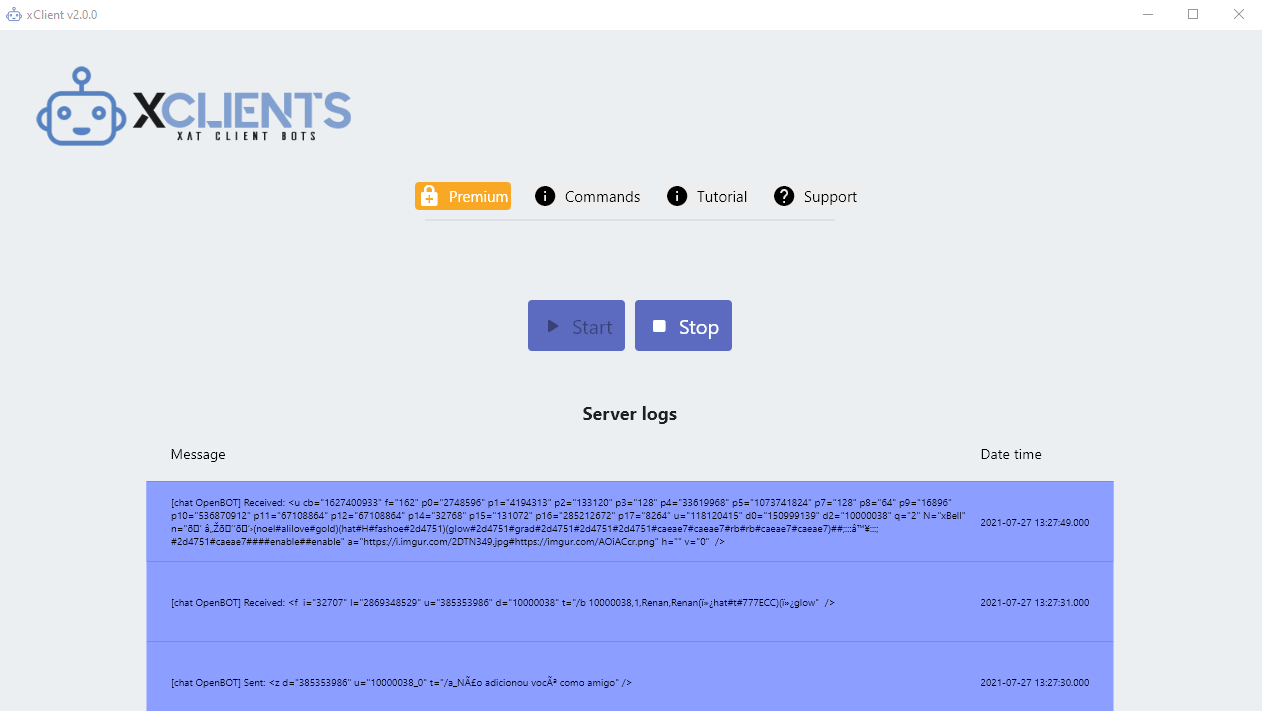 xClient v2.0.0
XCLIENTS
XAT CLIENT BOTS
Premium
Commands
Tutorial
Support
Start
Stop
Server logs
Message
Date time
[chat OpenBOT] Received: <u cb="1627400933" f="162" p0="2748596" p1="4194313" p2="133120" p3="128" p4="33619968" p5="1073741824" p7="128" p8="64" p9="16896"
p10="536870912" p11="67108864" p12="67108864" p14="32768" p15="131072" p16="285212672" p17="8264" u="118120415" d0="150999139" d2="10000038" q="2" N="xBell"
(noel#alilove#gold)(hat#H#fashoe#2d4751)(glow#2d4751#grad#2d4751#2d4751#2d4751#caeae7#caeae7#rb#rb#caeae7#caeae7)
#2d4751#caeae7####enable##enable" a="https://i.imgur.com/2DTN349.jpg#https://imgur.com/AOiACcr.png" h="" v="0" />
2021-07-27 13:27:49.000
[chat OpenBOT] Received: <f i="32707" l="2869348529" u="385353986" d="10000038" t="/b 10000038,1,Renan,Renan(ï»¿hat#t#777ECC)(ï»¿glow" />
2021-07-27 13:27:31.000
[chat OpenBOT] Sent: <z d="385353986" u="10000038_0" t="/a_NÃ£o adicionou vocÃª como amigo" />
2021-07-27 13:27:30.000